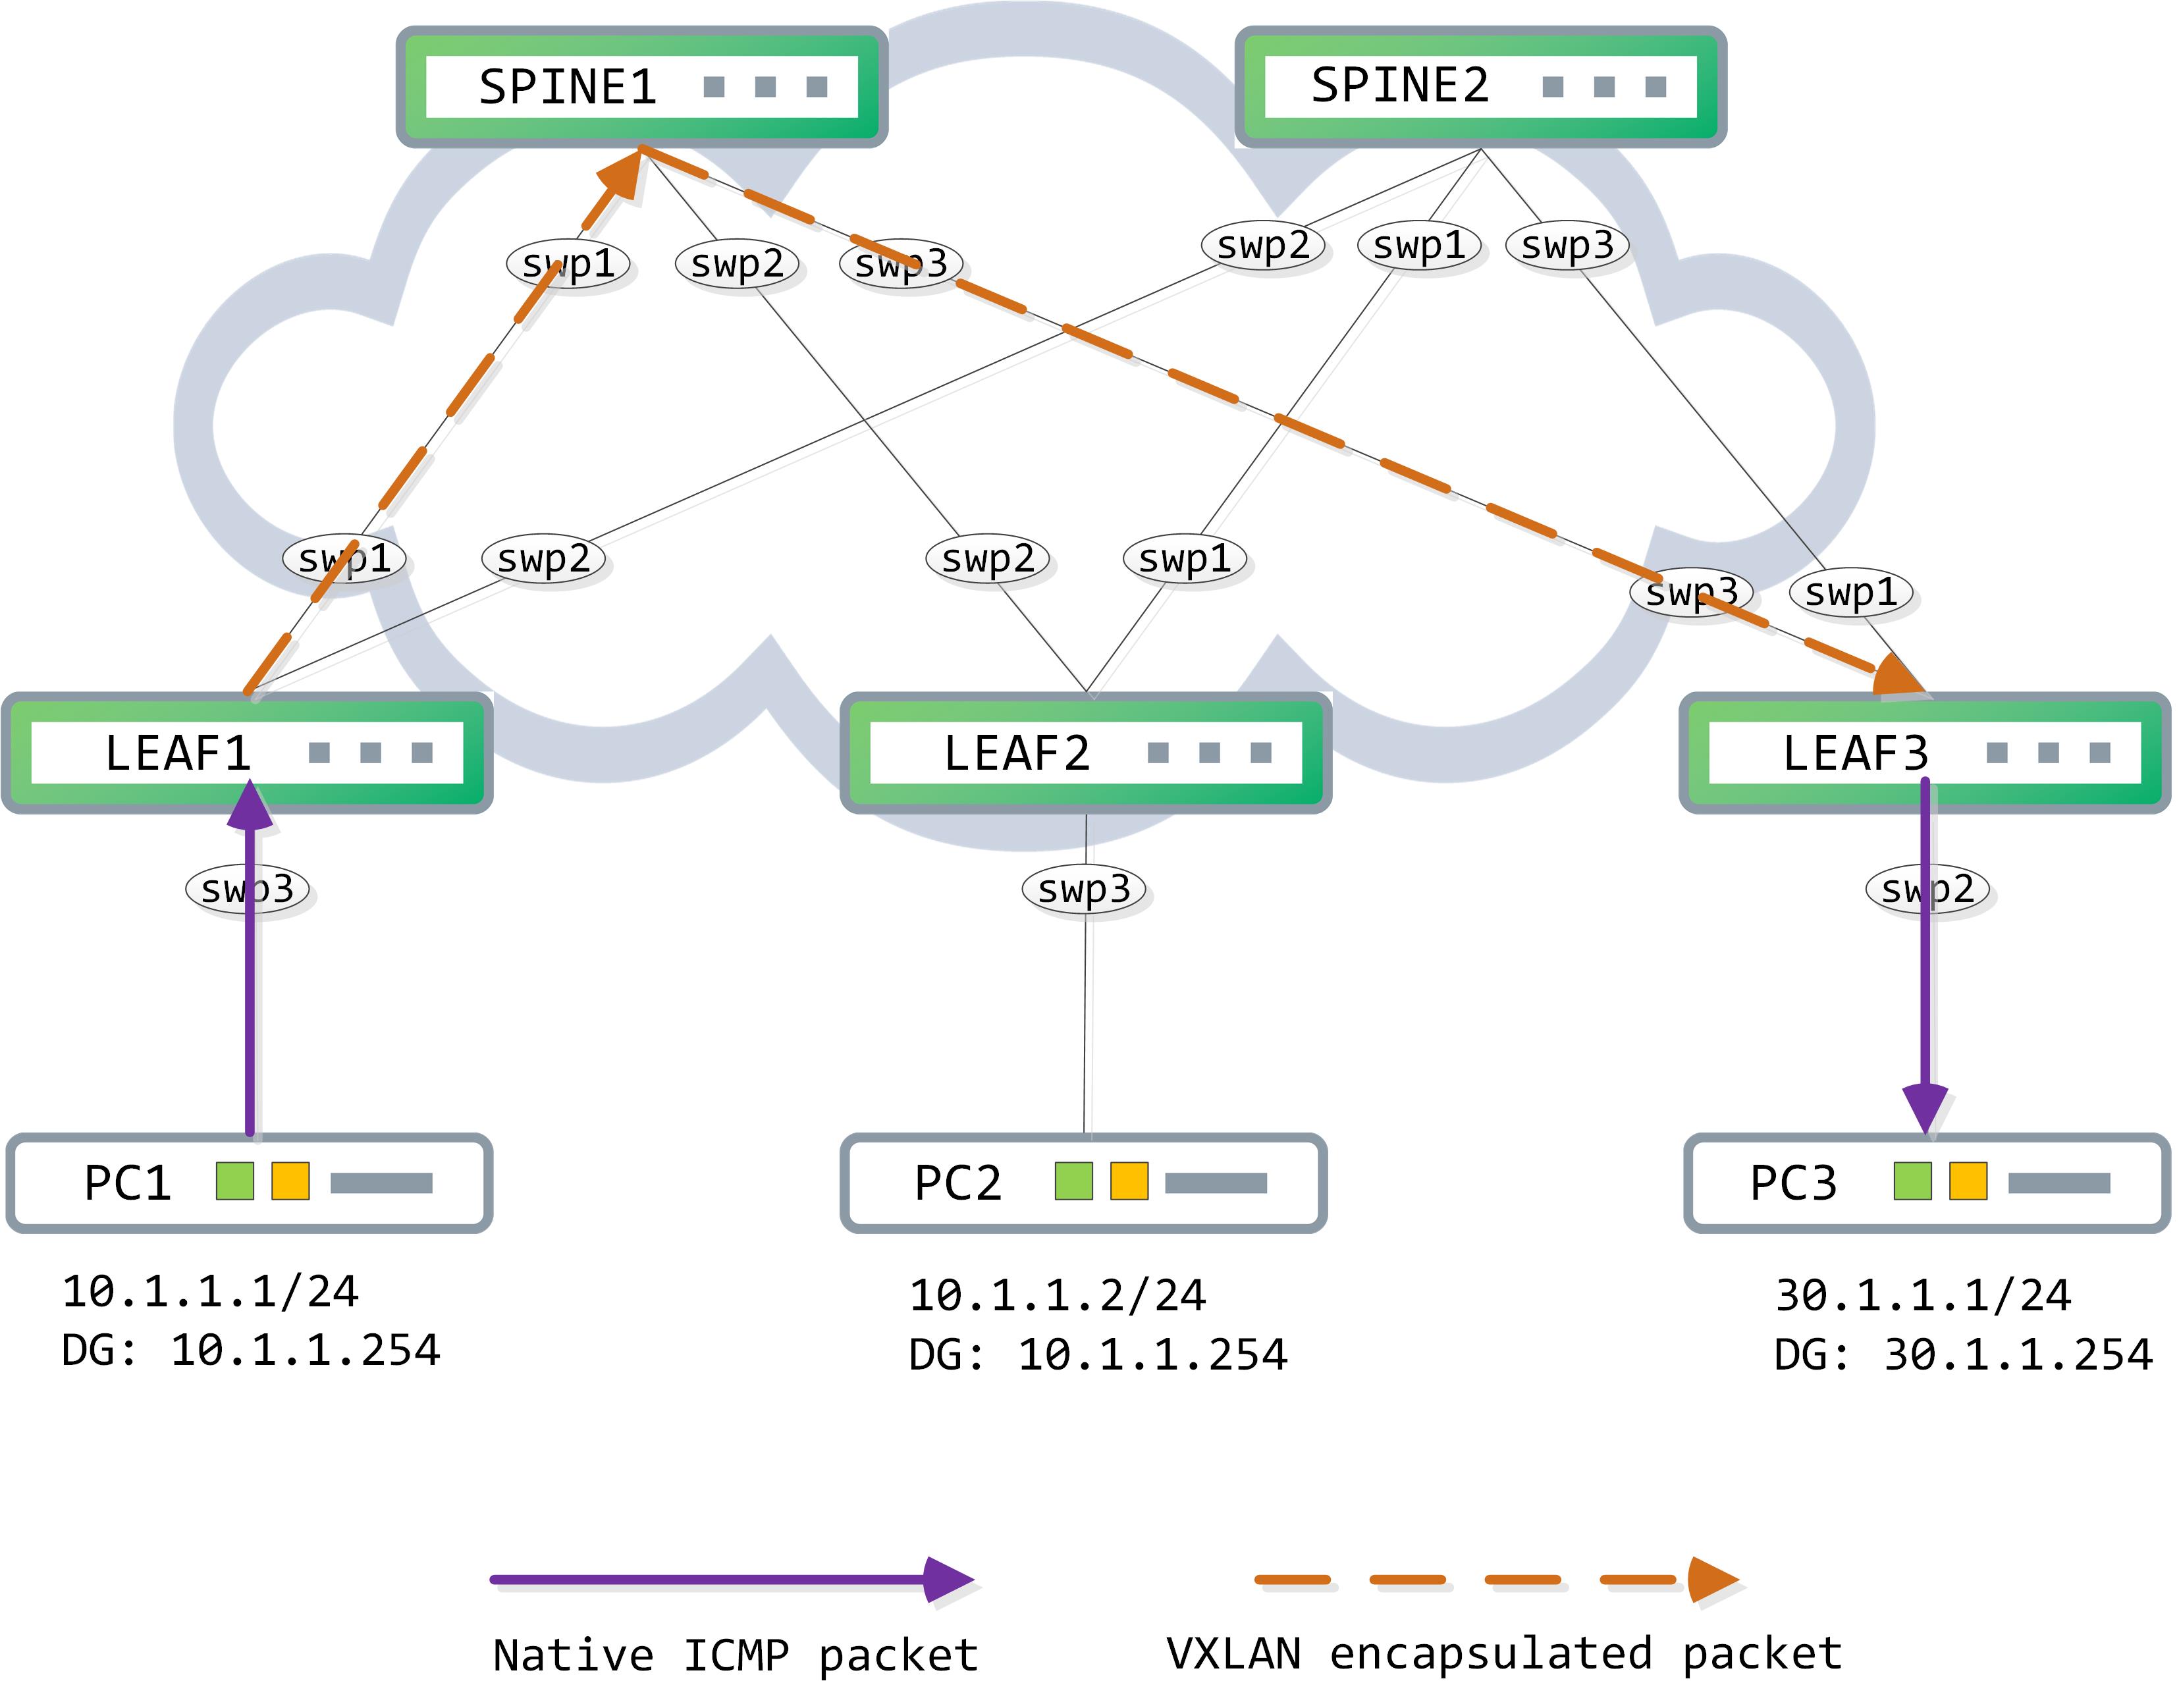 SPINE1
SPINE2
swp1
swp2
swp3
swp2
swp1
swp3
swp1
swp2
swp2
swp1
swp3
swp1
LEAF1
LEAF2
LEAF3
swp3
swp3
swp2
PC1
PC2
PC3
10.1.1.1/24
DG: 10.1.1.254
10.1.1.2/24
DG: 10.1.1.254
30.1.1.1/24
DG: 30.1.1.254
Native ICMP packet
VXLAN encapsulated packet